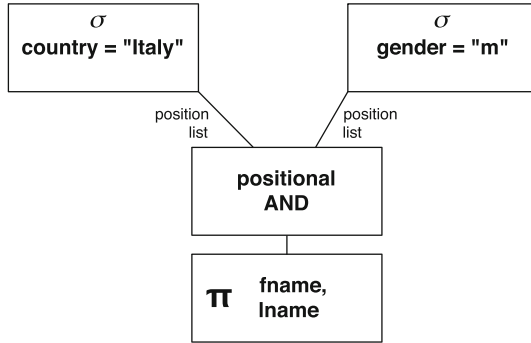 σ
country = "Italy"
σ
gender = "m"
position
list
position
list
positional
AND
π fname,
lname